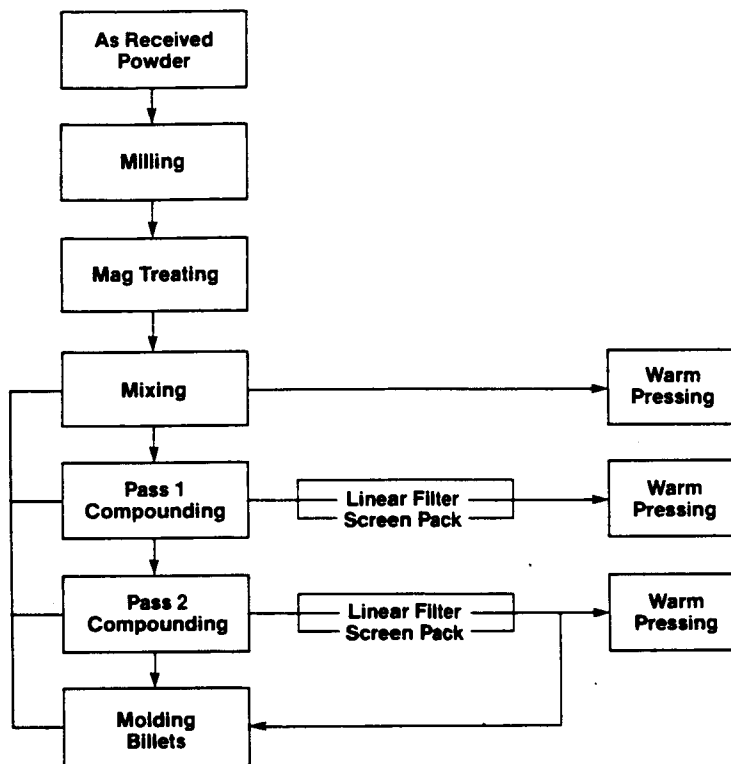 As Received
Powder
Milling
Mag Treating
Mixing
Warm
Pressing
Pass 1
Compounding
Linear Filter
Screen Pack
Warm
Pressing
Pass 2
Compounding
Linear Filter
Screen Pack
Warm
Pressing
Molding
Billets